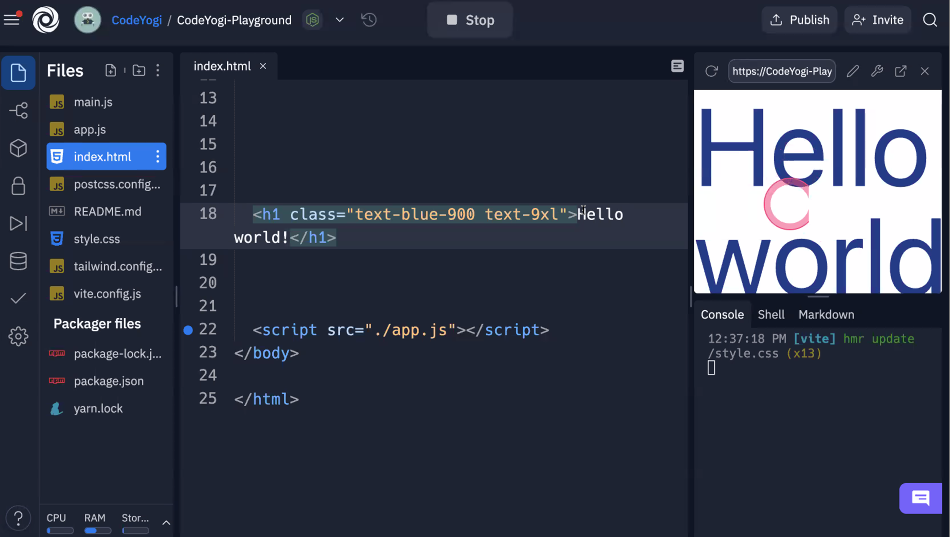 CodeYogi / CodeYogi-Playground
Stop
Publish
Invite
Files
main.js
app.js
index.html
postcss.config...
README.md
style.css
tailwind.config...
vite.config.js
Packager files
package-lock.j...
package.json
yarn.lock
CPU RAM Stor...
index.html
13
14
15
16
17
18 <h1 class="text-blue-900 text-9xl">Hello
world!</h1>
19
20
21
22 <script src="./app.js"></script>
23 </body>
24
25 </html>
https://CodeYogi-Play
Hello
world
Console Shell Markdown
12:37:18 PM [vite] hmr update
/style.css (x13)